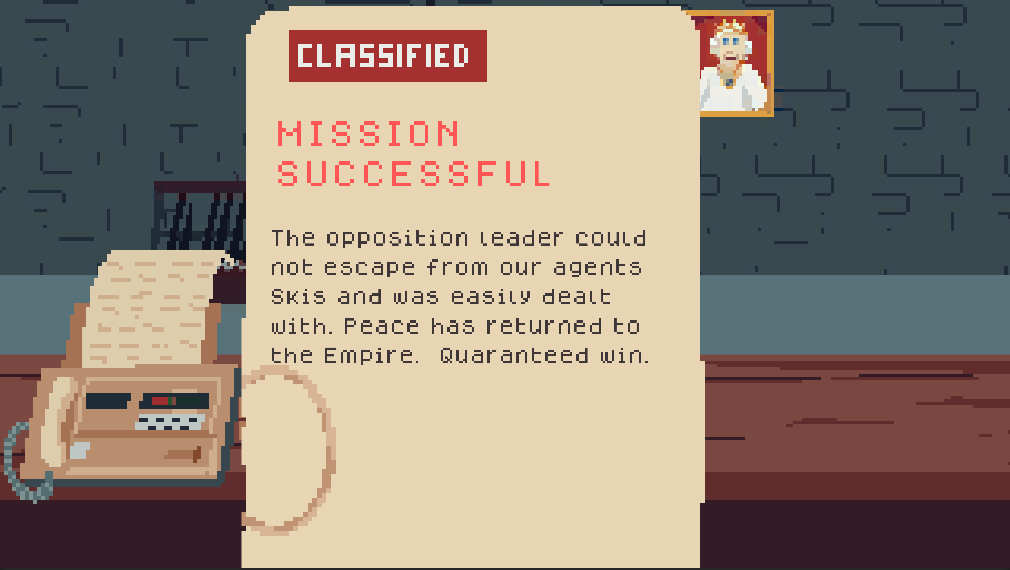 CLASSIFIED
MISSION
SUCCESSFUL
The opposition leader could
not escape from our agents
Skis and was easily dealt
with. Peace has returned to
the Empire.  Quaranteed win.